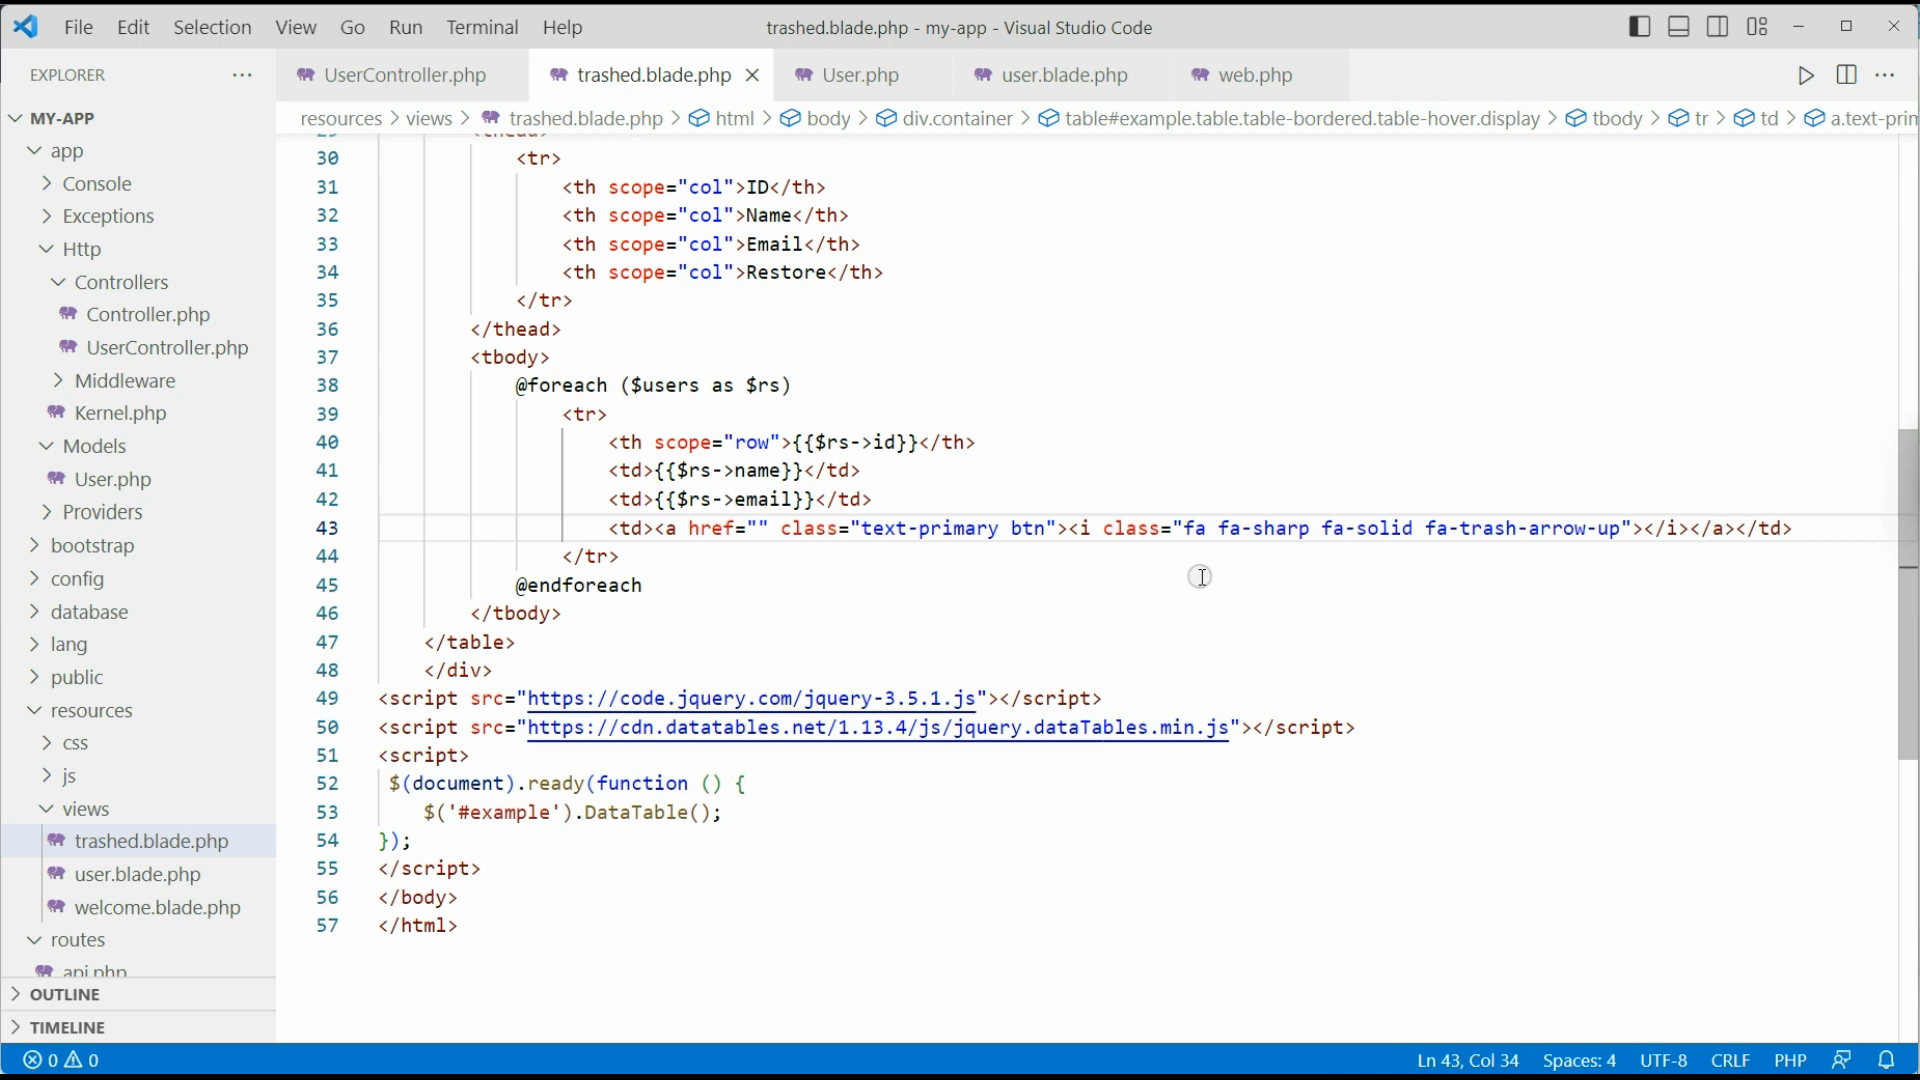 File Edit Selection View Go Run Terminal Help trashed.blade.php - my-app - Visual Studio Code
EXPLORER
UserController.php trashed.blade.php User.php user.blade.php web.php
MY-APP
app
Console
Exceptions
Http
Controllers
Controller.php
UserController.php
Middleware
Kernel.php
Models
User.php
Providers
bootstrap
config
database
lang
public
resources
css
js
views
trashed.blade.php
user.blade.php
welcome.blade.php
routes
api.php
OUTLINE
TIMELINE
resources > views > trashed.blade.php > html > body > div.container > table#example.table.table-bordered.table-hover.display > tbody > tr > td > a.text-prim
29 <thead>
30 <tr>
31 <th scope="col">ID</th>
32 <th scope="col">Name</th>
33 <th scope="col">Email</th>
34 <th scope="col">Restore</th>
35 </tr>
36 </thead>
37 <tbody>
38 @foreach ($users as $rs)
39 <tr>
40 <th scope="row">{{$rs->id}}</th>
41 <td>{{$rs->name}}</td>
42 <td>{{$rs->email}}</td>
43 <td><a href="" class="text-primary btn"><i class="fa fa-sharp fa-solid fa-trash-arrow-up"></i></a></td>
44 </tr>
45 @endforeach
46 </tbody>
47 </table>
48 </div>
49 <script src="https://code.jquery.com/jquery-3.5.1.js"></script>
50 <script src="https://cdn.datatables.net/1.13.4/js/jquery.dataTables.min.js"></script>
51 <script>
52 $(document).ready(function () {
53 $('#example').DataTable();
54 });
55 </script>
56 </body>
57 </html>
0 0 Ln 43, Col 34 Spaces: 4 UTF-8 CRLF PHP